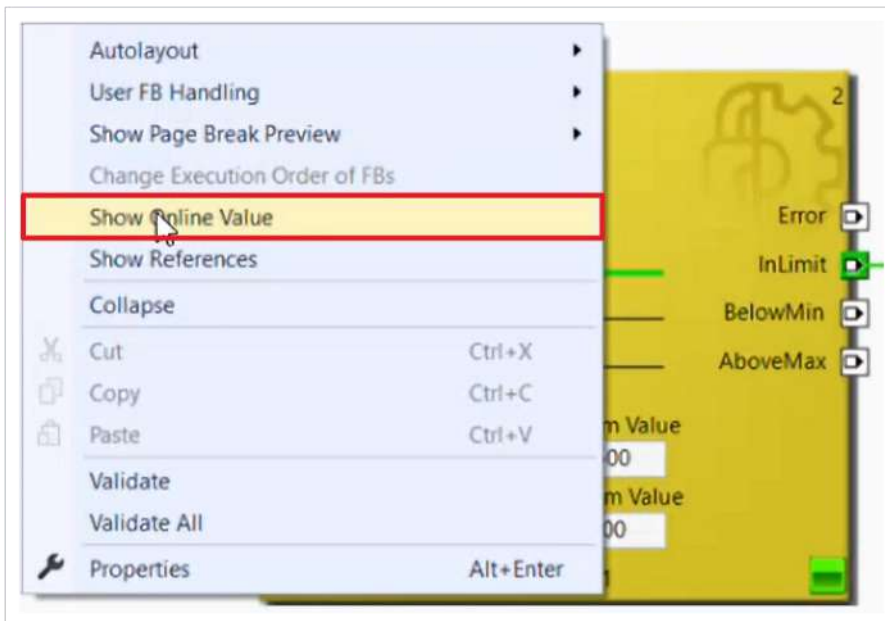 Autolayout
User FB Handling
Show Page Break Preview
Change Execution Order of FBs
Show Online Value
Show References
Collapse
Cut Ctrl+X
Copy Ctrl+C
Paste Ctrl+V
Validate
Validate All
Properties Alt+Enter
2
Error
InLimit
BelowMin
AboveMax
m Value
00
m Value
00